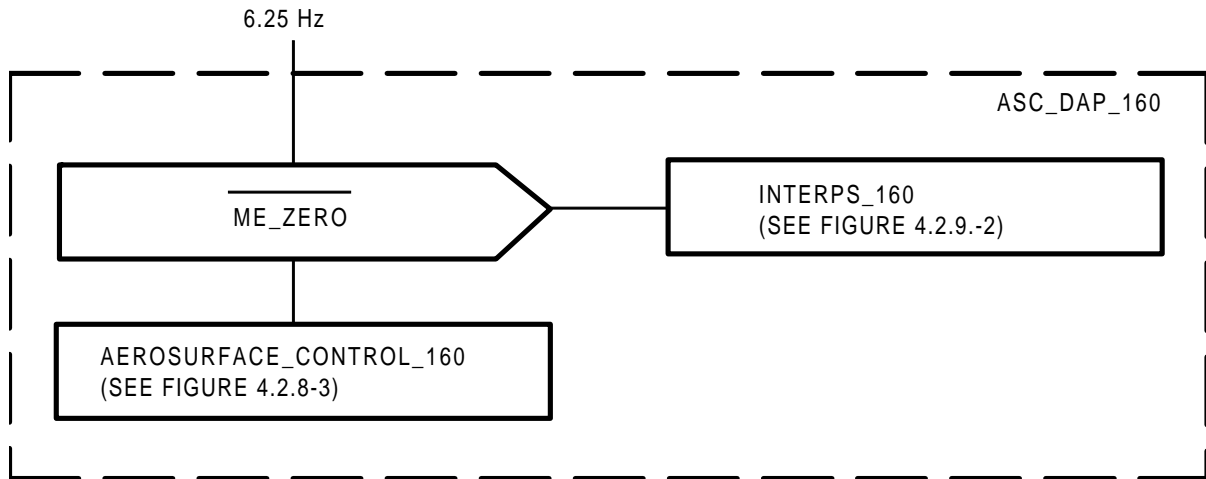 6.25 Hz
ASC_DAP_160
ME_ZERO
INTERPS_160
(SEE FIGURE 4.2.9.-2)
AEROSURFACE_CONTROL_160
(SEE FIGURE 4.2.8-3)